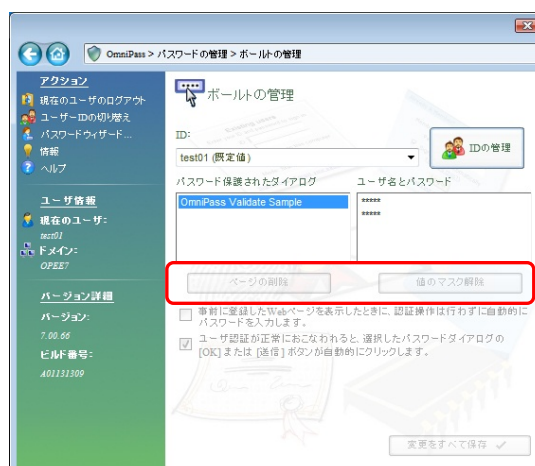 OmniPass > パスワードの管理 > ボールトの管理
アクション
現在のユーザのログアウト
ユーザーIDの切り替え
パスワードウィザード...
情報
ヘルプ
ユーザ情報
現在のユーザ:
test01
ドメイン:
OPEE7
バージョン詳細
バージョン:
7.00.66
ビルド番号:
A01131309
ボールトの管理
ID:
test01 (既定値)
IDの管理
パスワード保護されたダイアログ
ユーザ名とパスワード
OmniPass Validate Sample
*****
*****
ページの削除
値のマスク解除
事前に登録したWebページを表示したときに、認証操作は行わずに自動的に
パスワードを入力します。
ユーザ認証が正常におこなわれると、選択したパスワードダイアログの
[OK] または [送信] ボタンが自動的にクリックします。
変更をすべて保存